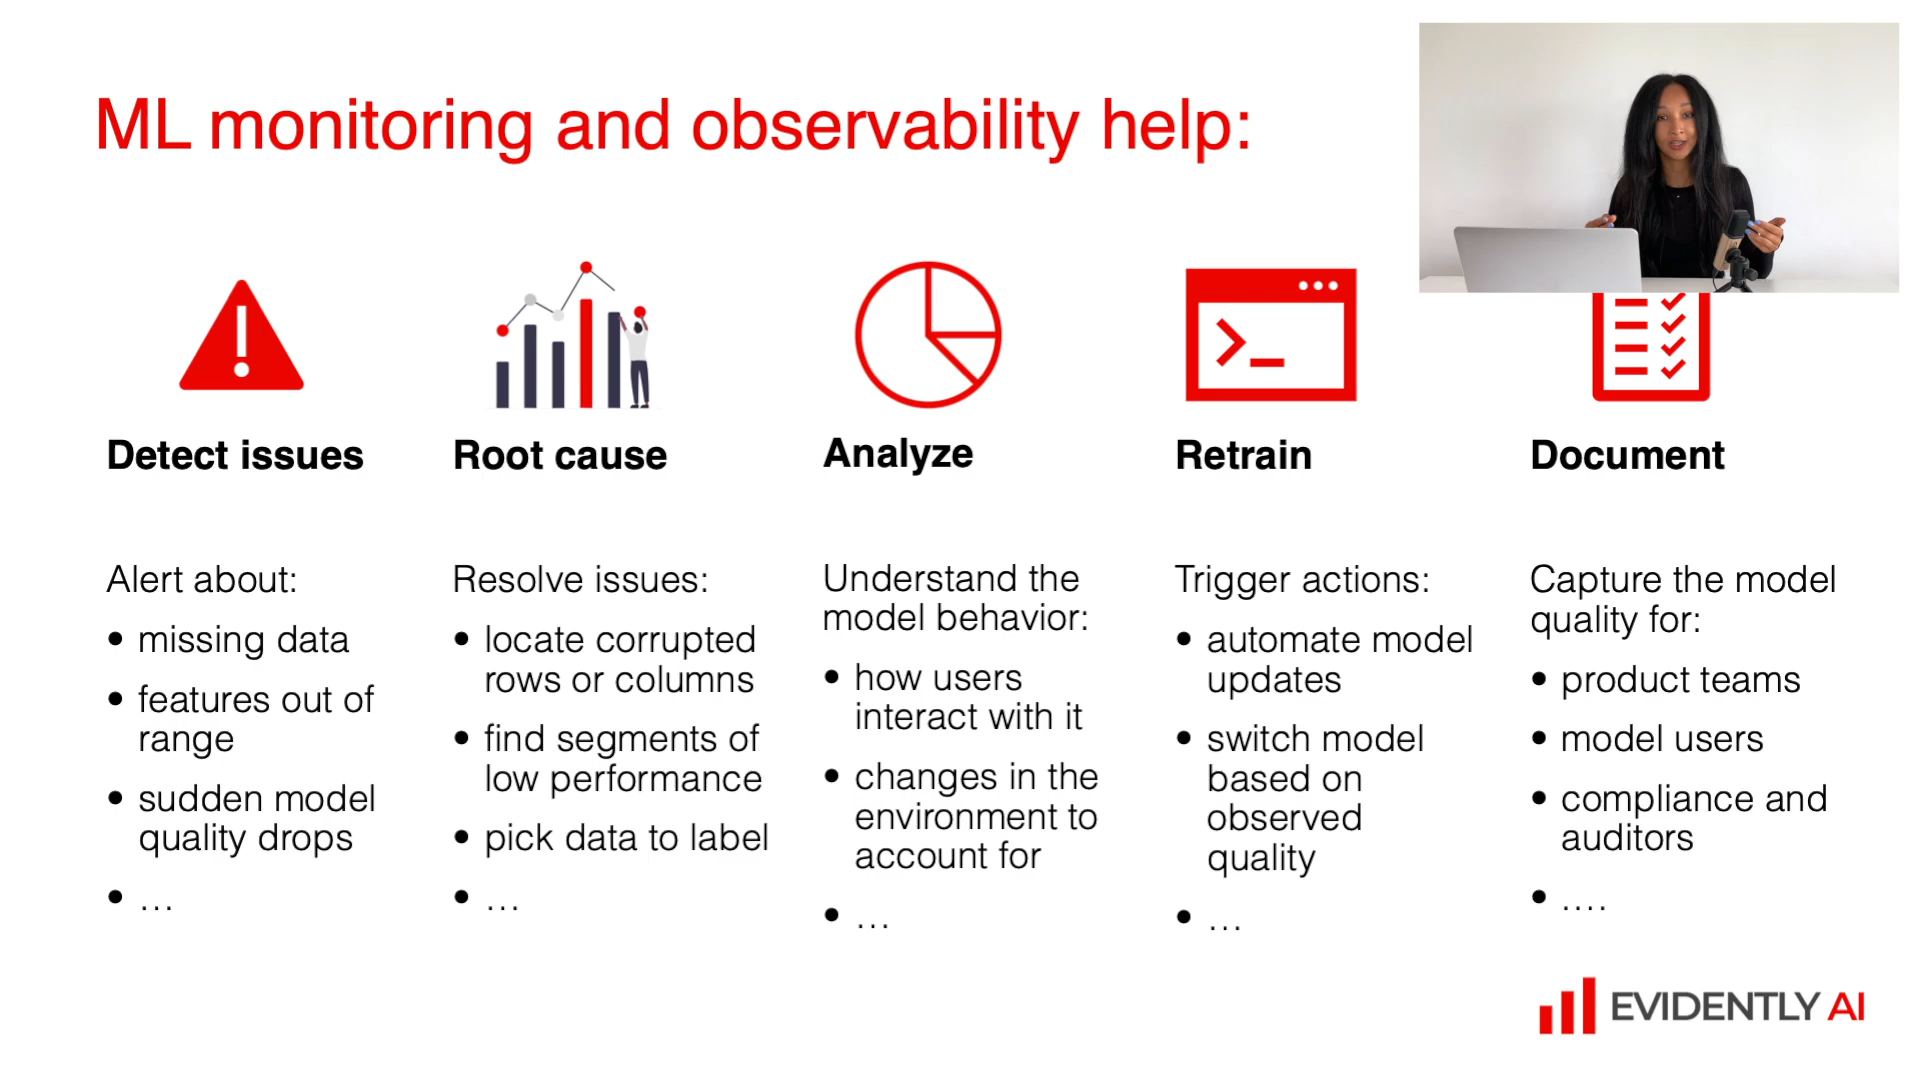 ML monitoring and observability help:
Detect issues
Alert about:
• missing data
• features out of
range
• sudden model
quality drops
• ...
Root cause
Resolve issues:
• locate corrupted
rows or columns
• find segments of
low performance
• pick data to label
• ...
Analyze
Understand the
model behavior:
• how users
interact with it
• changes in the
environment to
account for
• ...
Retrain
Trigger actions:
• automate model
updates
• switch model
based on
observed
quality
• ...
Document
Capture the model
quality for:
• product teams
• model users
• compliance and
auditors
• ....
EVIDENTLY AI